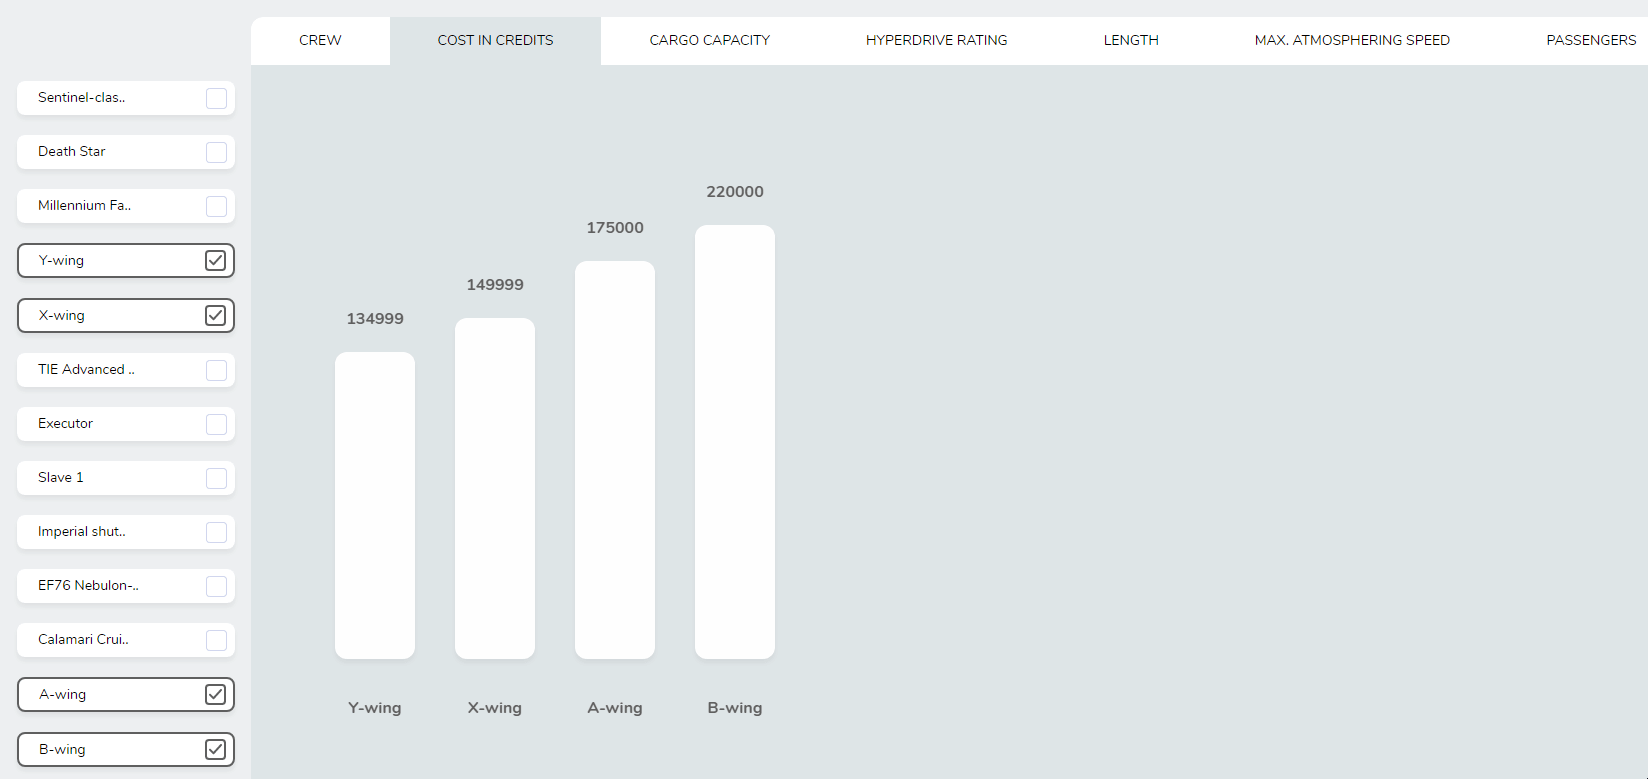 CREW
COST IN CREDITS
CARGO CAPACITY
HYPERDRIVE RATING
LENGTH
MAX. ATMOSPHERING SPEED
PASSENGERS
Sentinel-clas..
Death Star
Millennium Fa..
Y-wing
X-wing
TIE Advanced ..
Executor
Slave 1
Imperial shut..
EF76 Nebulon-..
Calamari Crui..
A-wing
B-wing
134999
149999
175000
220000
Y-wing
X-wing
A-wing
B-wing